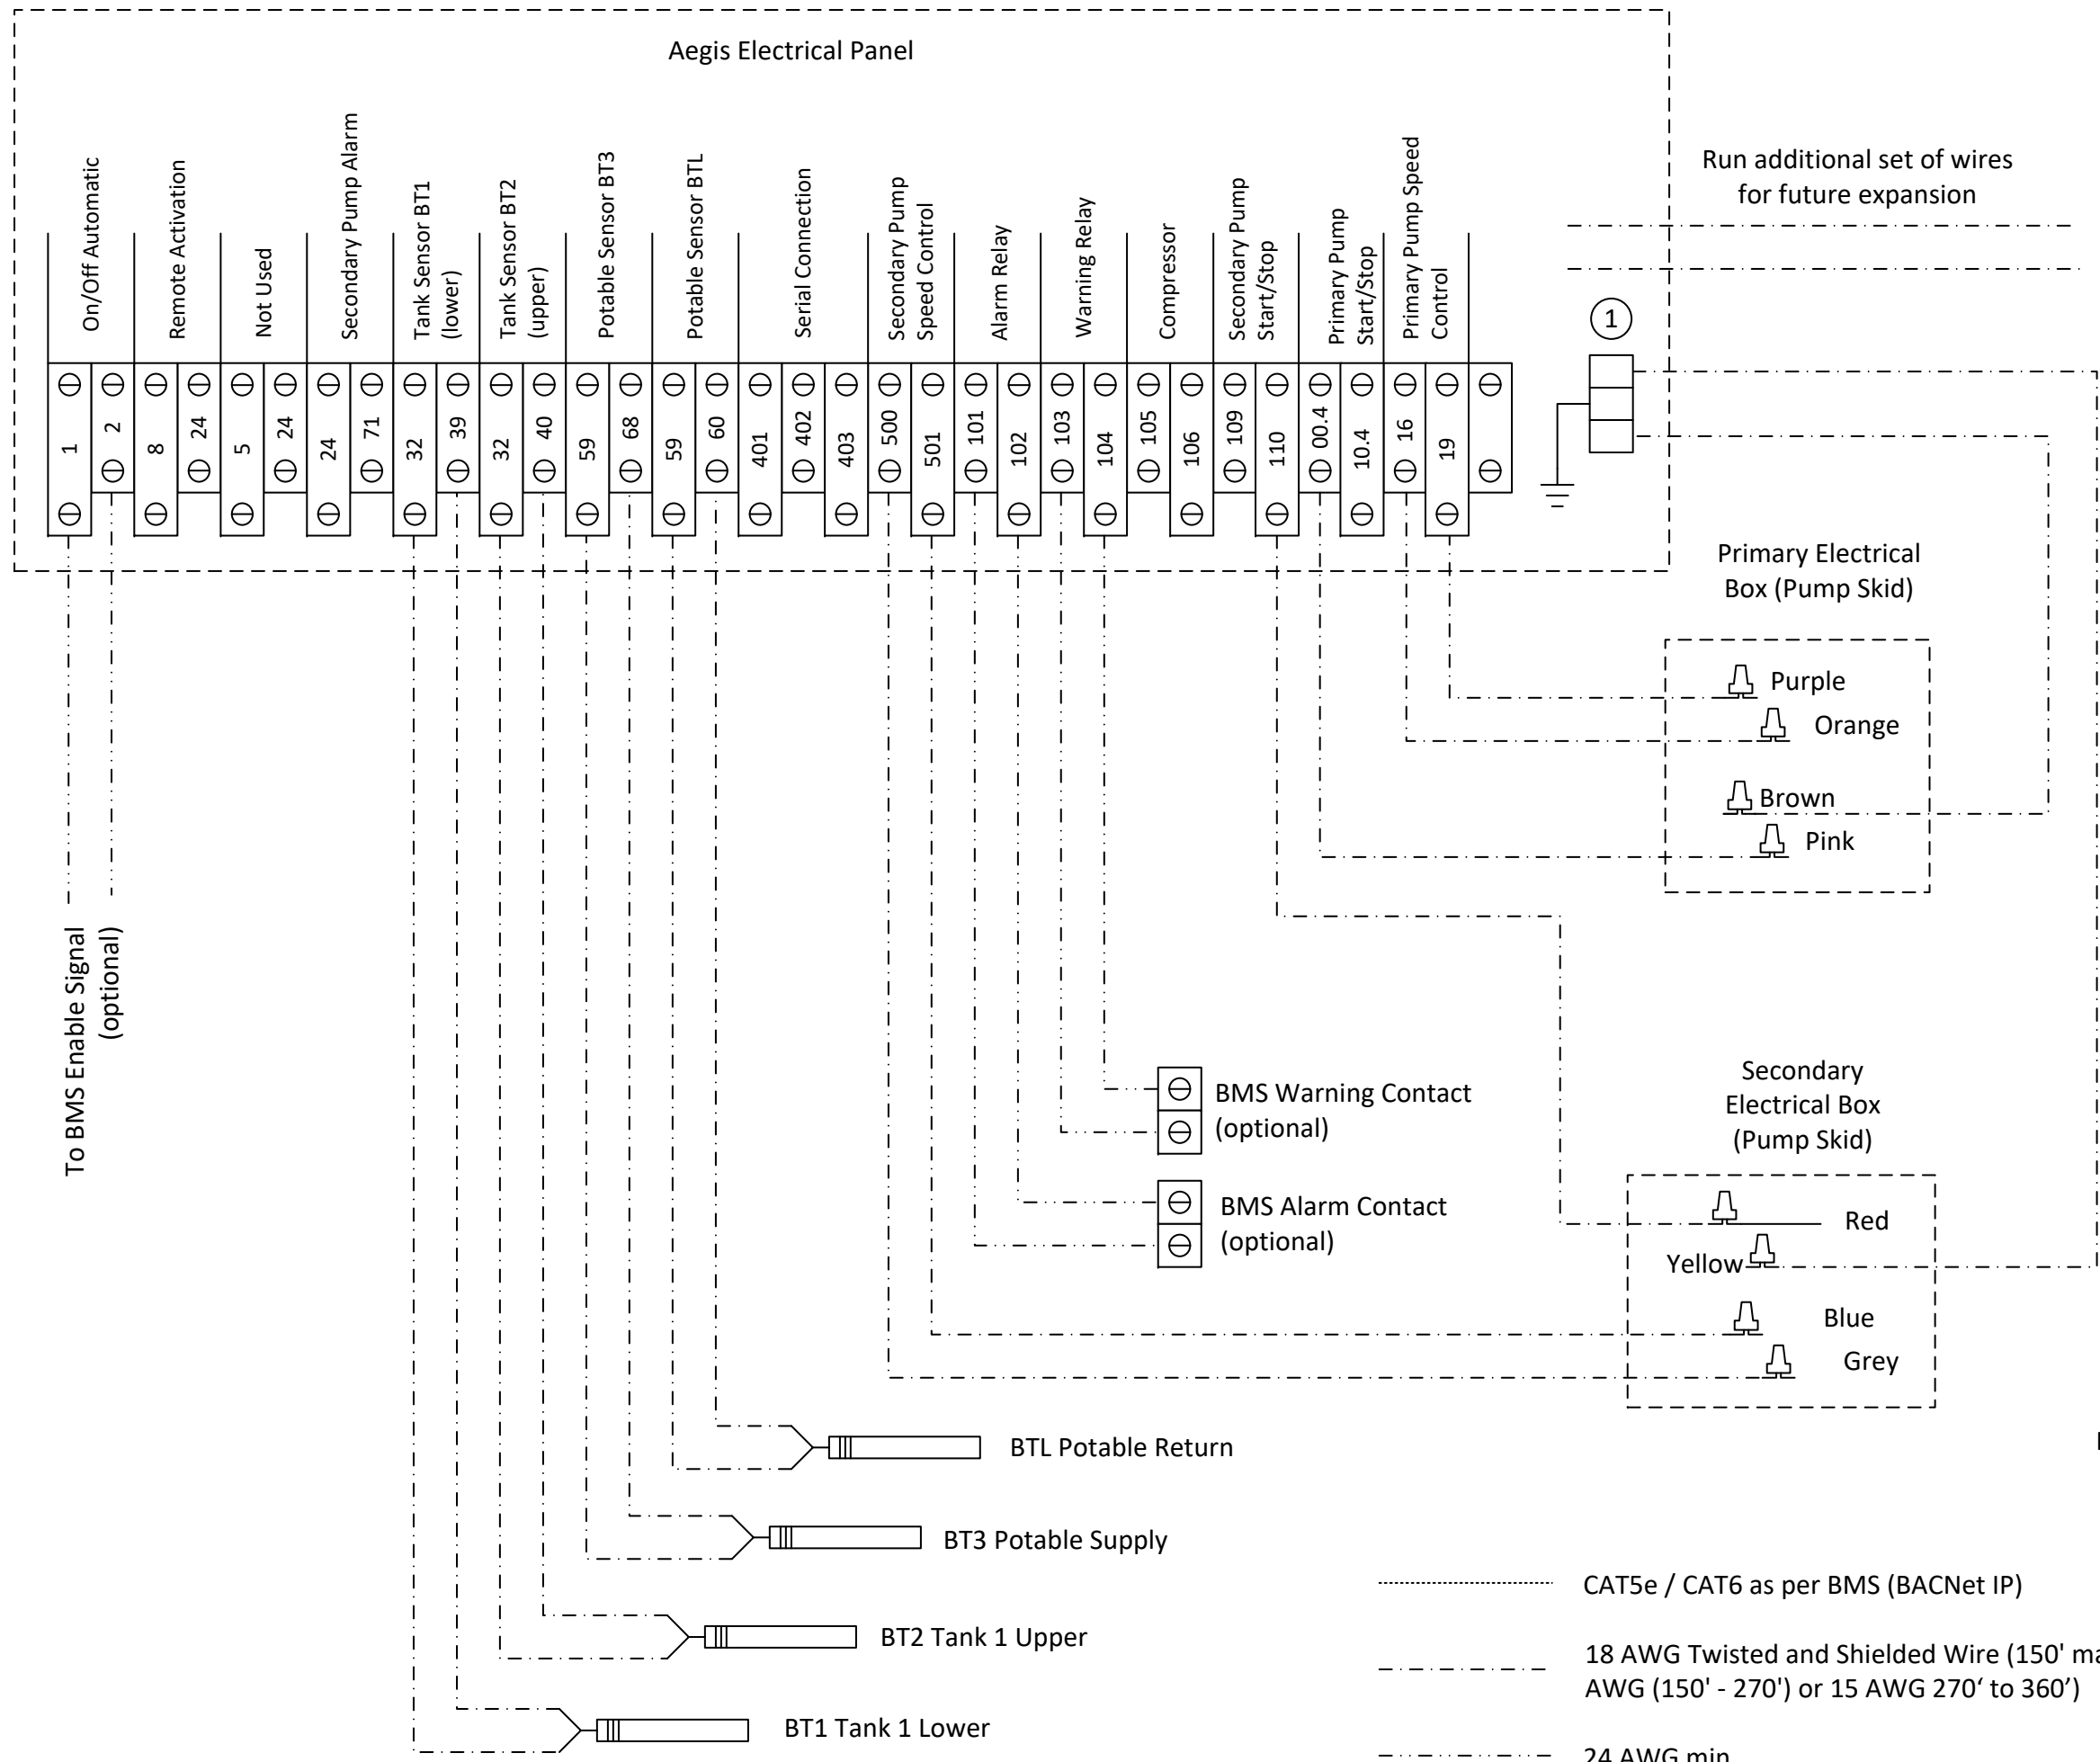 Aegis Electrical Panel
On/Off Automatic
Remote Activation
Not Used
Secondary Pump Alarm
Tank Sensor BT1
(lower)
Tank Sensor BT2
(upper)
Potable Sensor BT3
Potable Sensor BTL
Serial Connection
Secondary Pump
Speed Control
Alarm Relay
Warning Relay
Compressor
Secondary Pump
Start/Stop
Primary Pump
Start/Stop
Primary Pump Speed
Control
Run additional set of wires
for future expansion
1
1 2 8 24 5 24 24 71 32 39 32 40 59 68 59 60 401 402 403 500 501 101 102 103 104 105 106 109 110 00.4 10.4 16 19
Primary Electrical
Box (Pump Skid)
Purple
Orange
Brown
Pink
To BMS Enable Signal
(optional)
BMS Warning Contact
(optional)
BMS Alarm Contact
(optional)
Secondary
Electrical Box
(Pump Skid)
Red
Yellow
Blue
Grey
BTL Potable Return
BT3 Potable Supply
BT2 Tank 1 Upper
BT1 Tank 1 Lower
CAT5e / CAT6 as per BMS (BACNet IP)
18 AWG Twisted and Shielded Wire (150' ma
AWG (150' - 270') or 15 AWG 270‘ to 360’)
24 AWG min